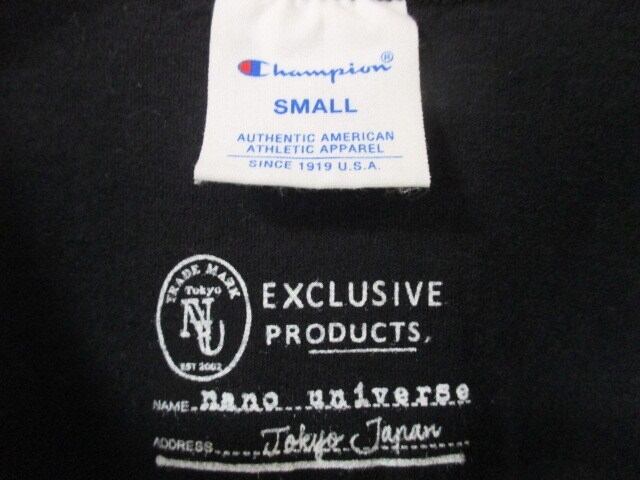 Champion®
SMALL
AUTHENTIC AMERICAN
ATHLETIC APPAREL
SINCE 1919 U.S.A.
TRADE MARK
Tokyo
NU
EST 2002
EXCLUSIVE
PRODUCTS,
NAME nano universe
ADDRESS Tokyo Japan